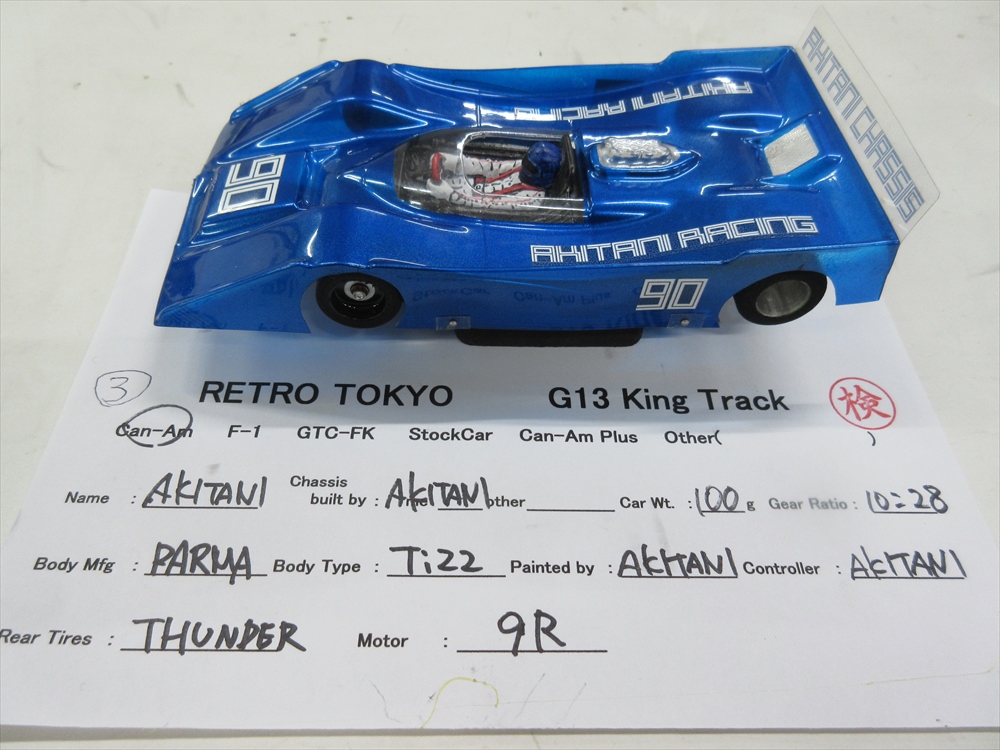 AKITANI CHASSIS
AKITANI RACING
90
AKITANI RACING
90
3
RETRO TOKYO G13 King Track 検
Can-Am F-1 GTC-FK StockCar Can-Am Plus Other( )
Name : AKITANI Chassis built by : AKITANI other Car Wt. : 100 g Gear Ratio : 10:28
Body Mfg : PARMA Body Type : Ti22 Painted by : AKITANI Controller : AKITANI
Rear Tires : THUNDER Motor : 9R